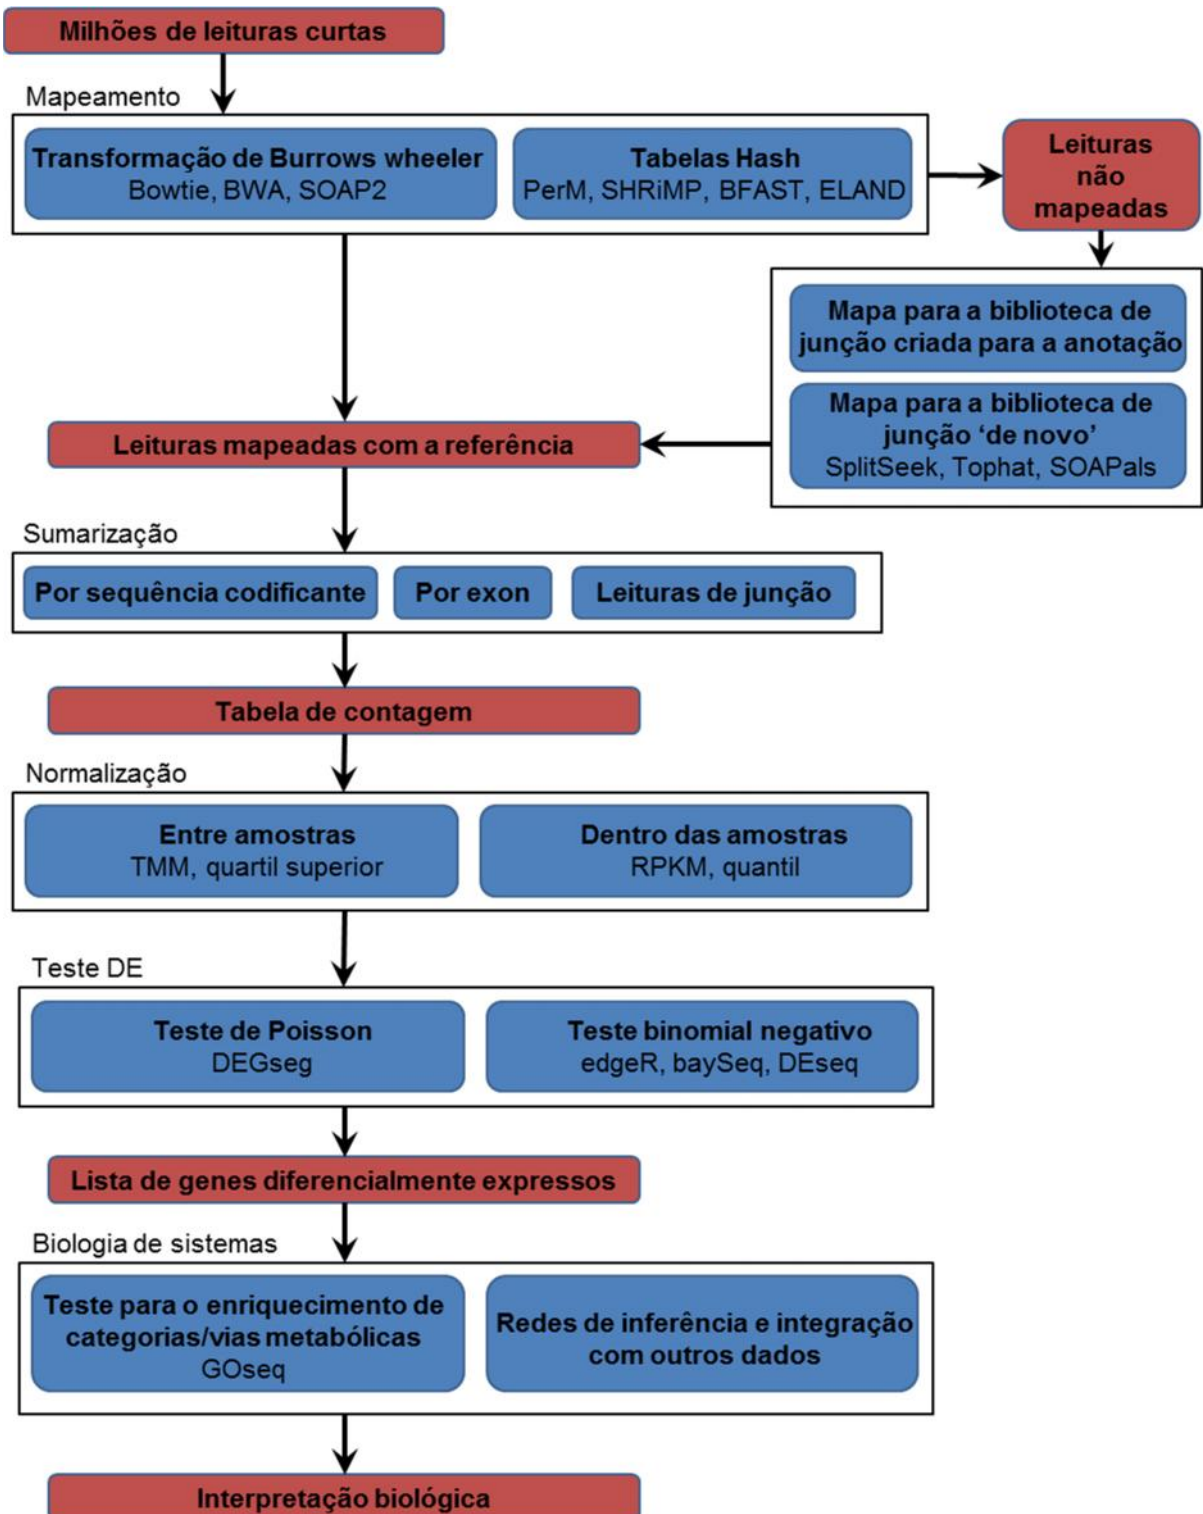 Milhões de leituras curtas
Mapeamento
Transformação de Burrows wheeler
Bowtie, BWA, SOAP2
Tabelas Hash
PerM, SHRiMP, BFAST, ELAND
Leituras
não
mapeadas
Mapa para a biblioteca de
junção criada para a anotação
Mapa para a biblioteca de
junção ‘de novo’
SplitSeek, Tophat, SOAPals
Leituras mapeadas com a referência
Sumarização
Por sequência codificante
Por exon
Leituras de junção
Tabela de contagem
Normalização
Entre amostras
TMM, quartil superior
Dentro das amostras
RPKM, quantil
Teste DE
Teste de Poisson
DEGseg
Teste binomial negativo
edgeR, baySeq, DEseq
Lista de genes diferencialmente expressos
Biologia de sistemas
Teste para o enriquecimento de
categorias/vias metabólicas
GOseq
Redes de inferência e integração
com outros dados
Interpretação biológica